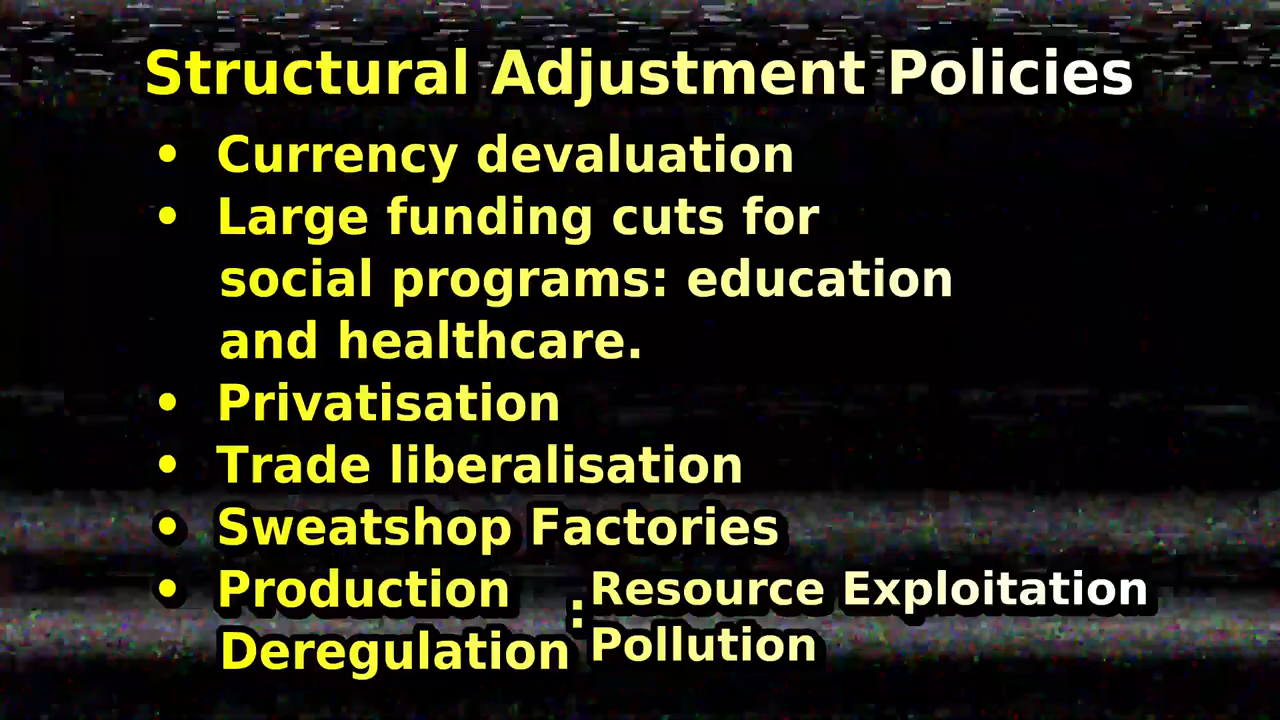 Structural Adjustment Policies
• Currency devaluation
• Large funding cuts for
social programs: education
and healthcare.
• Privatisation
• Trade liberalisation
• Sweatshop Factories
• Production
Deregulation : Resource Exploitation
Pollution